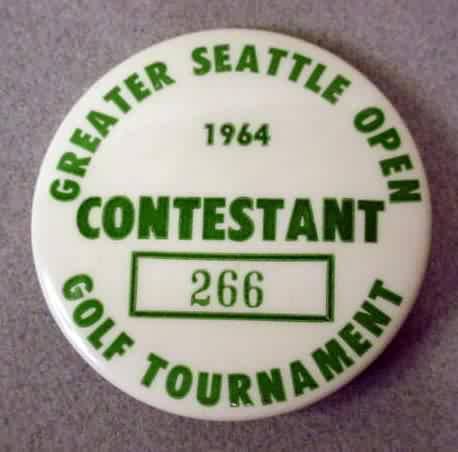 GREATER SEATTLE OPEN
1964
CONTESTANT
266
GOLF TOURNAMENT